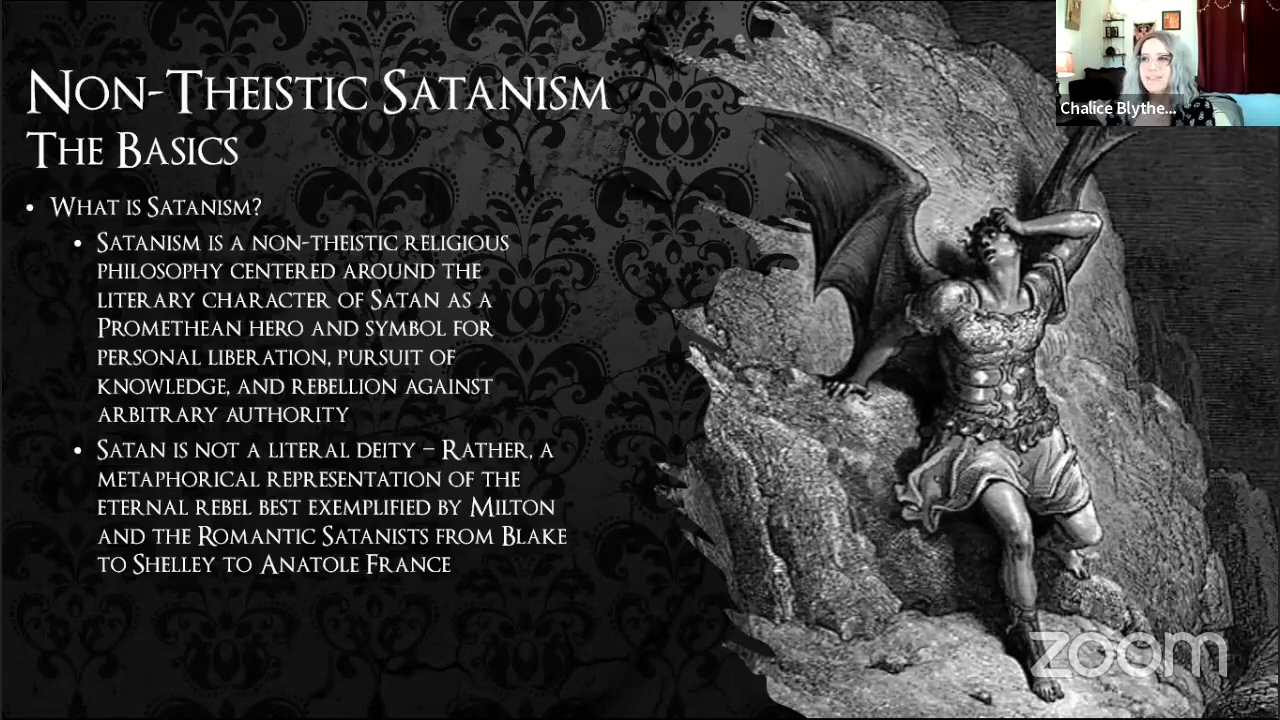 Non-Theistic Satanism
The Basics
• What is Satanism?
• Satanism is a non-theistic religious
philosophy centered around the
literary character of Satan as a
Promethean hero and symbol for
personal liberation, pursuit of
knowledge, and rebellion against
arbitrary authority
• Satan is not a literal deity – Rather, a
metaphorical representation of the
eternal rebel best exemplified by Milton
and the Romantic Satanists from Blake
to Shelley to Anatole France
Chalice Blythe...
zoom